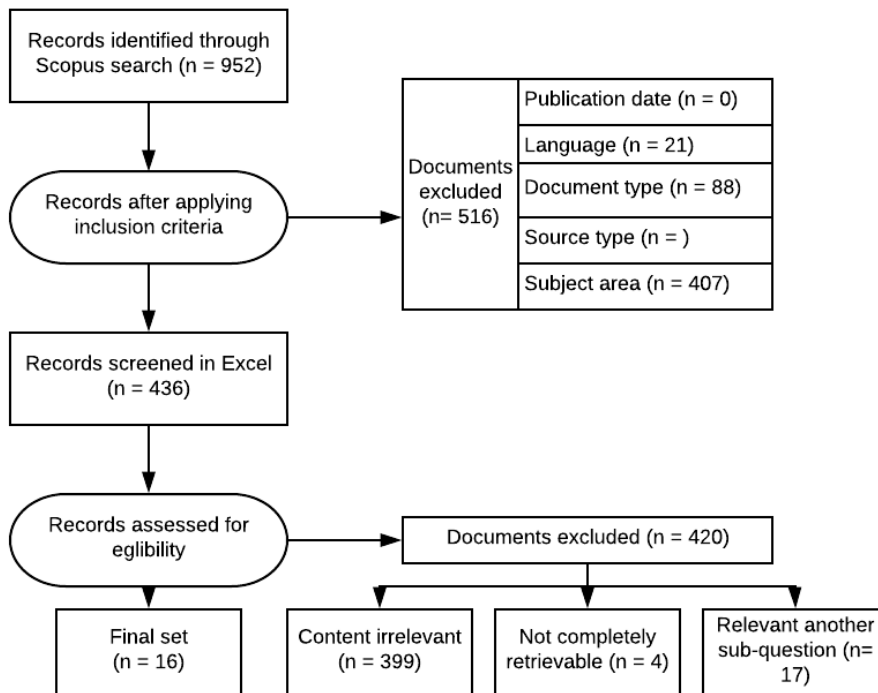 Records identified through
Scopus search (n = 952)
Publication date (n = 0)
Language (n = 21)
Documents
excluded
(n= 516)
Document type (n = 88)
Source type (n = )
Subject area (n = 407)
Records after applying
inclusion criteria
Records screened in Excel
(n = 436)
Records assessed for
eglibility
Documents excluded (n = 420)
Final set
(n = 16)
Content irrelevant
(n = 399)
Not completely
retrievable (n = 4)
Relevant another
sub-question (n=
17)